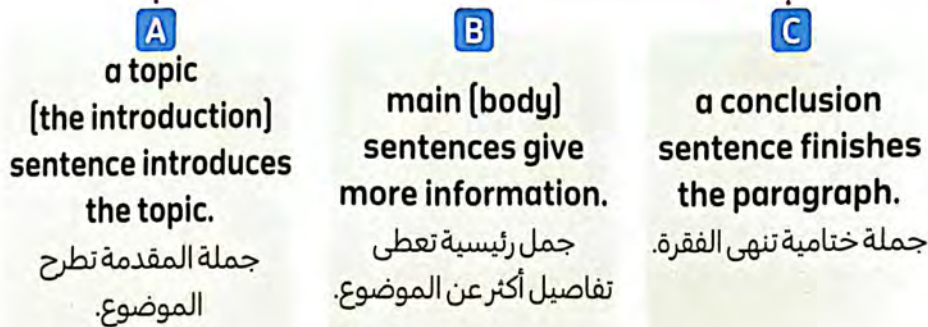 A
a topic
(the introduction)
sentence introduces
the topic.
جملة المقدمة تطرح
الموضوع.
B
main (body)
sentences give
more information.
جمل رئيسية تعطى
تفاصيل أكثر عن الموضوع.
C
a conclusion
sentence finishes
the paragraph.
جملة ختامية تنهى الفقرة.